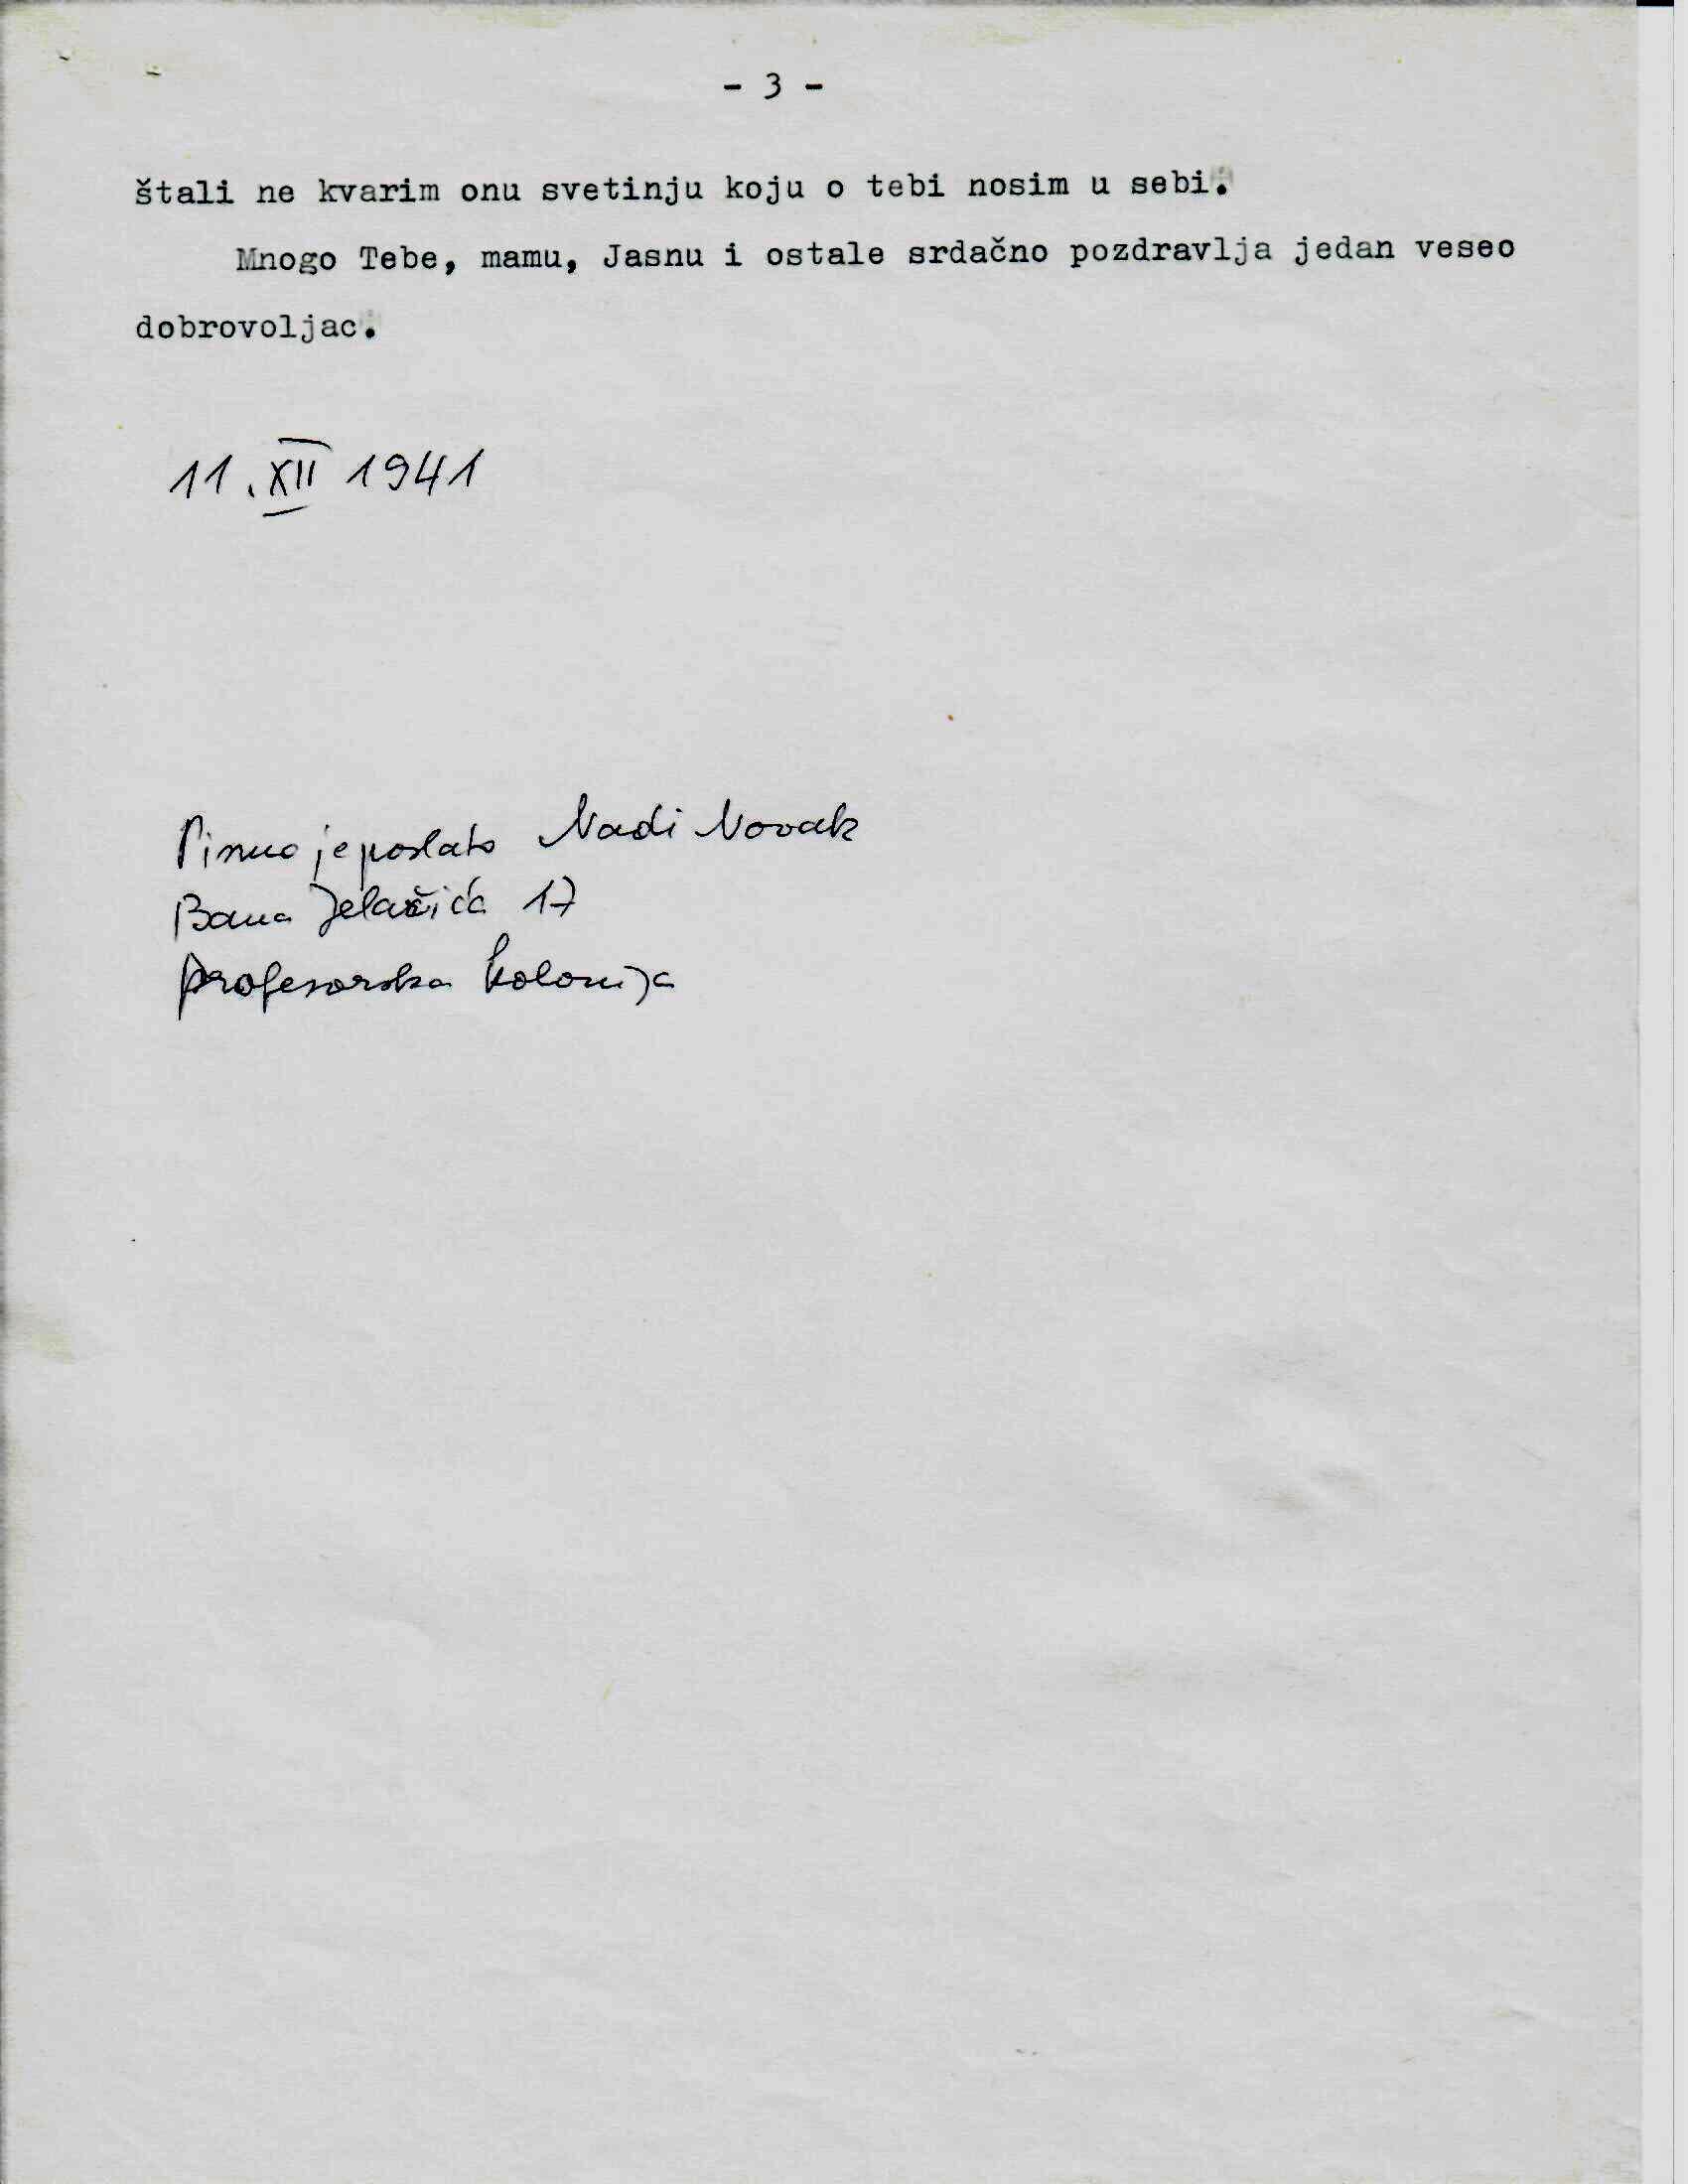 - 3 -
štali ne kvarim onu svetinju koju o tebi nosim u sebi.
Mnogo Tebe, mamu, Jasnu i ostale srdačno pozdravlja jedan veseo
dobrovoljac.
11. XII 1941
Pismo je poslato Nadi Novak
Bana Jelačića 17
profesorska kolonija